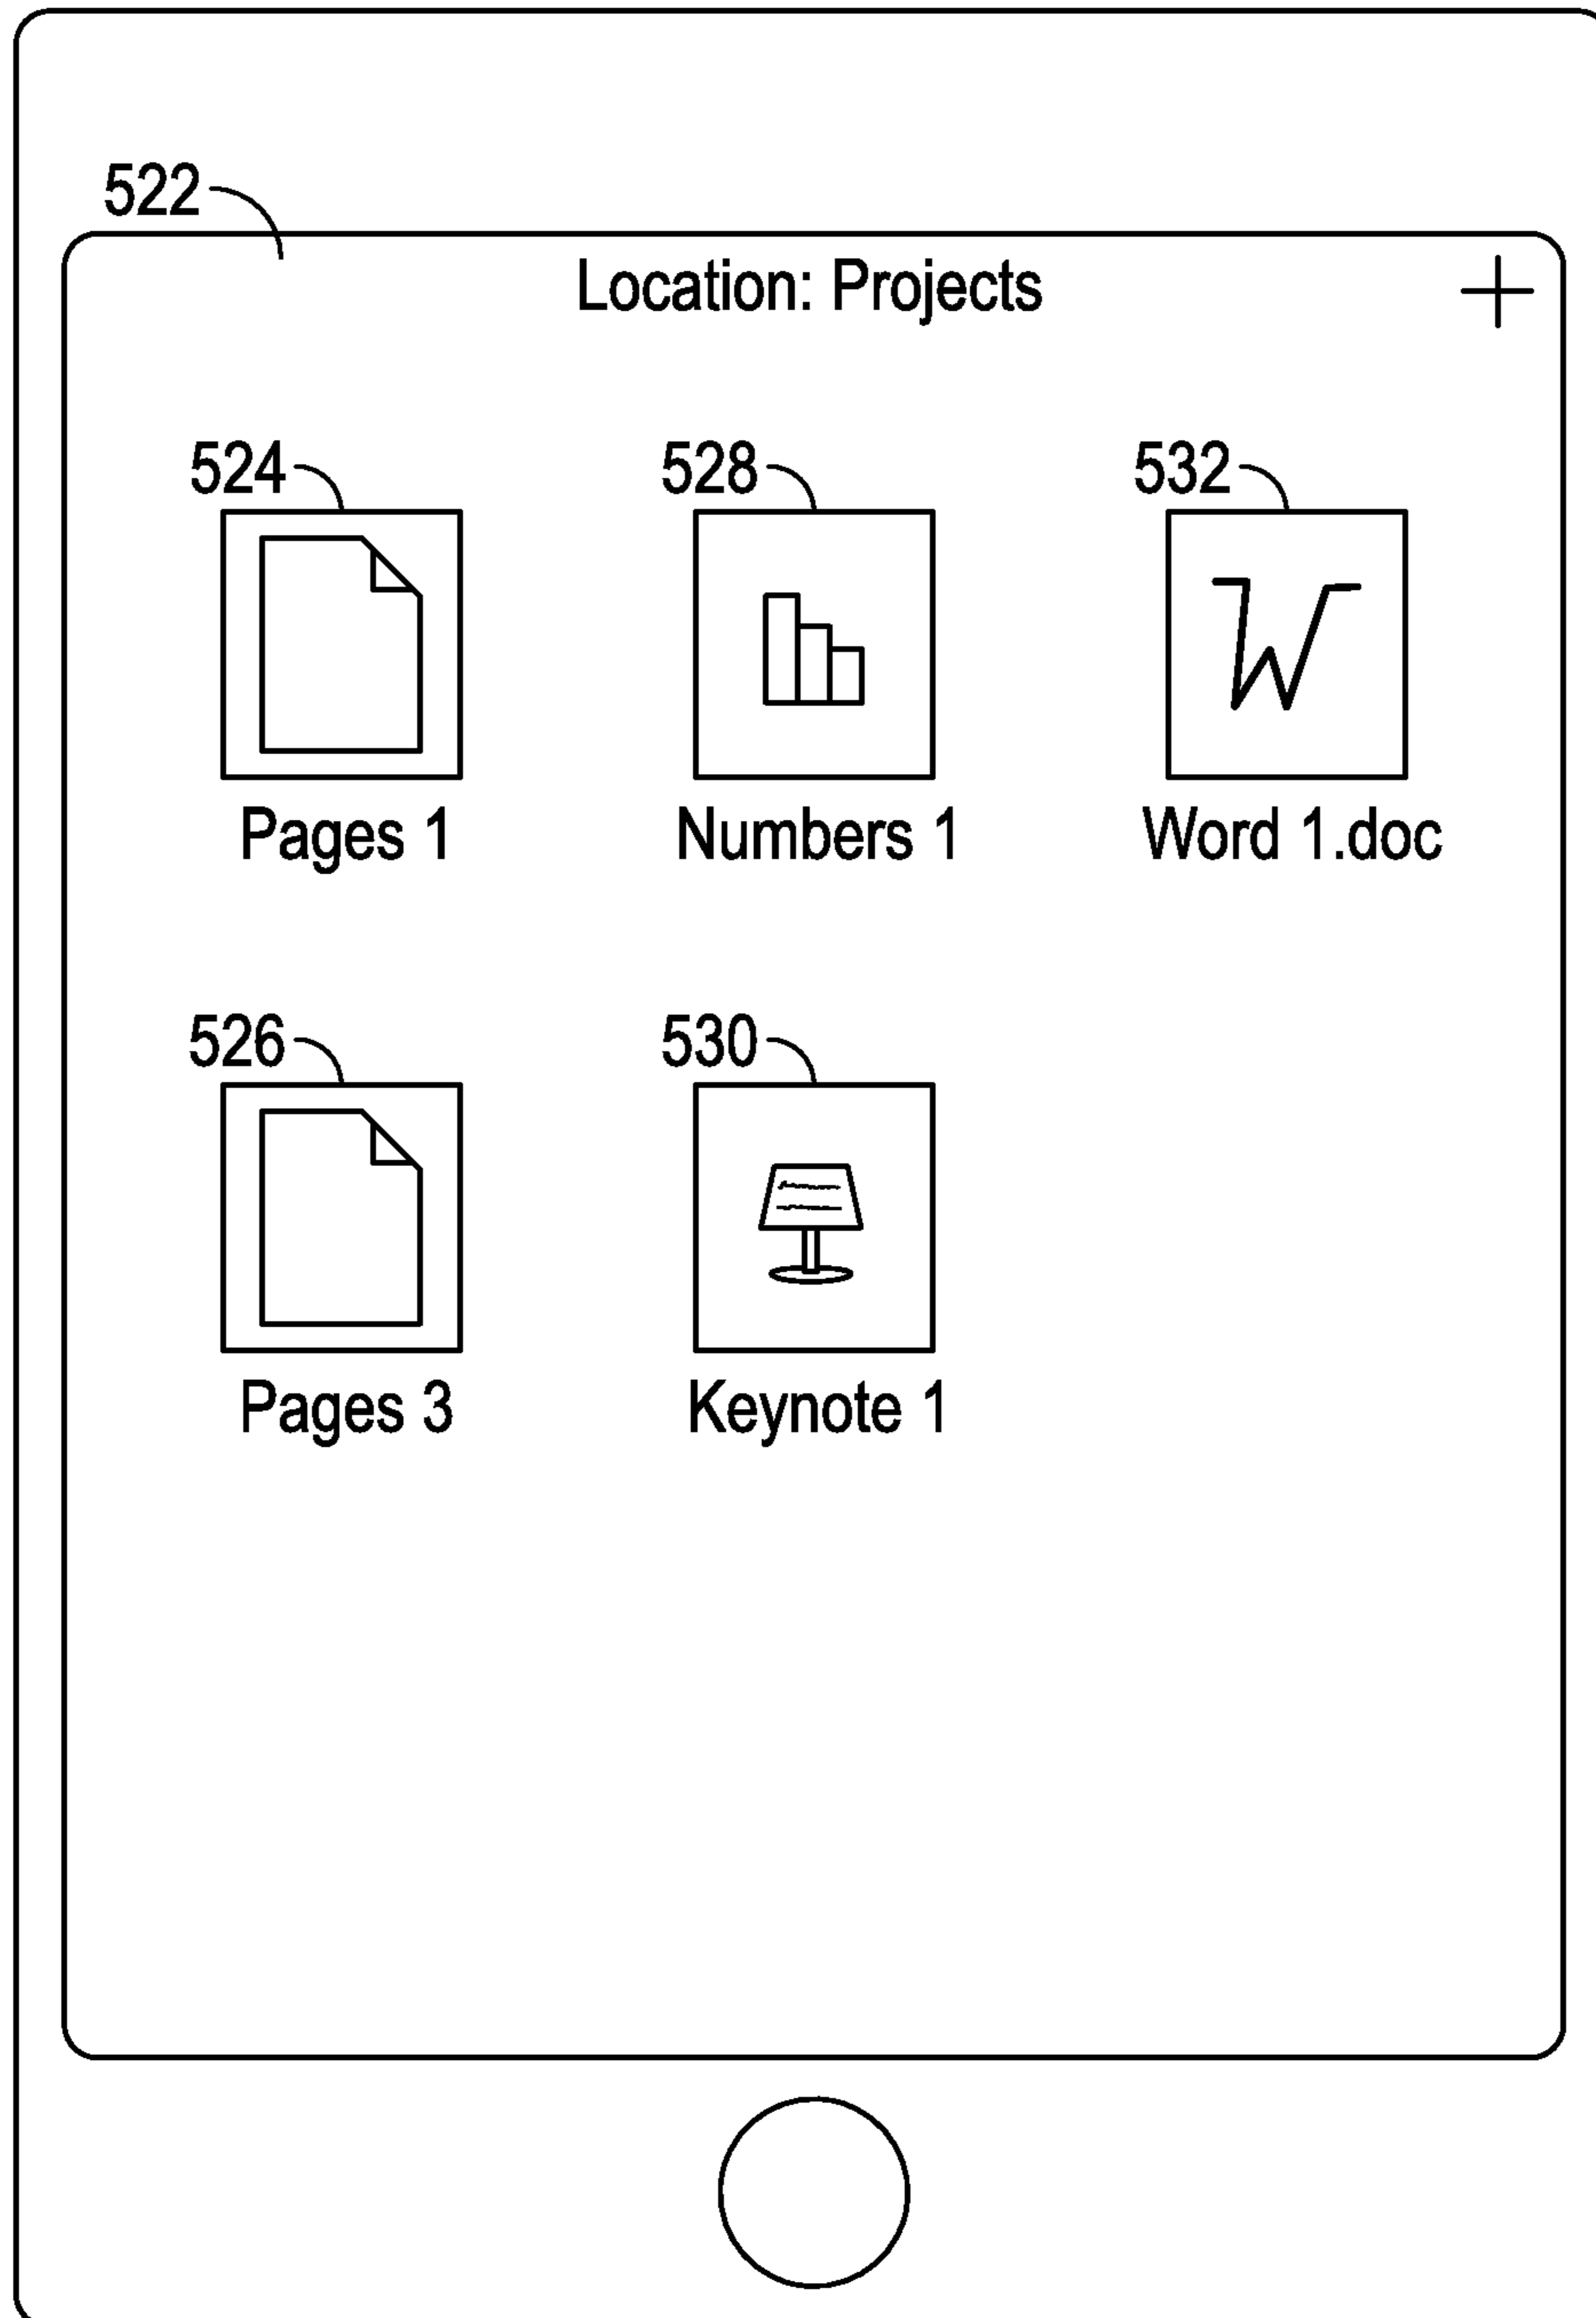 522
Location: Projects
524 528 532
W
Pages 1 Numbers 1 Word 1.doc
526 530
Pages 3 Keynote 1